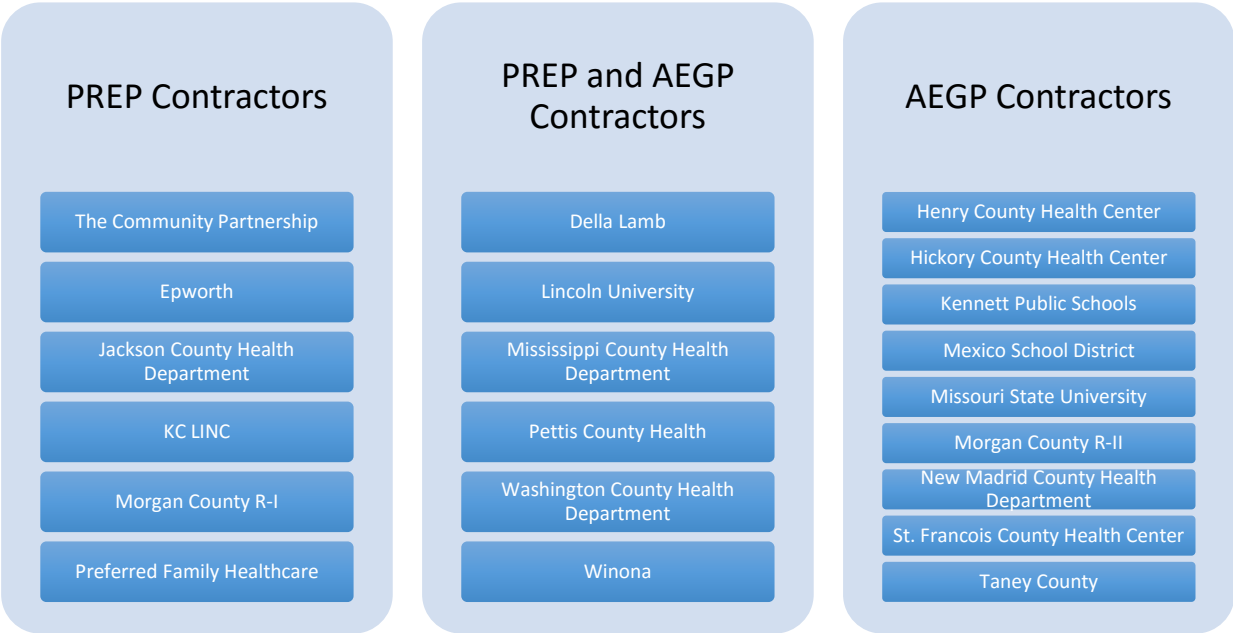 PREP Contractors
The Community Partnership
Epworth
Jackson County Health
Department
KC LINC
Morgan County R-I
Preferred Family Healthcare
PREP and AEGP
Contractors
Della Lamb
Lincoln University
Mississippi County Health
Department
Pettis County Health
Washington County Health
Department
Winona
AEGP Contractors
Henry County Health Center
Hickory County Health Center
Kennett Public Schools
Mexico School District
Missouri State University
Morgan County R-II
New Madrid County Health
Department
St. Francois County Health Center
Taney County